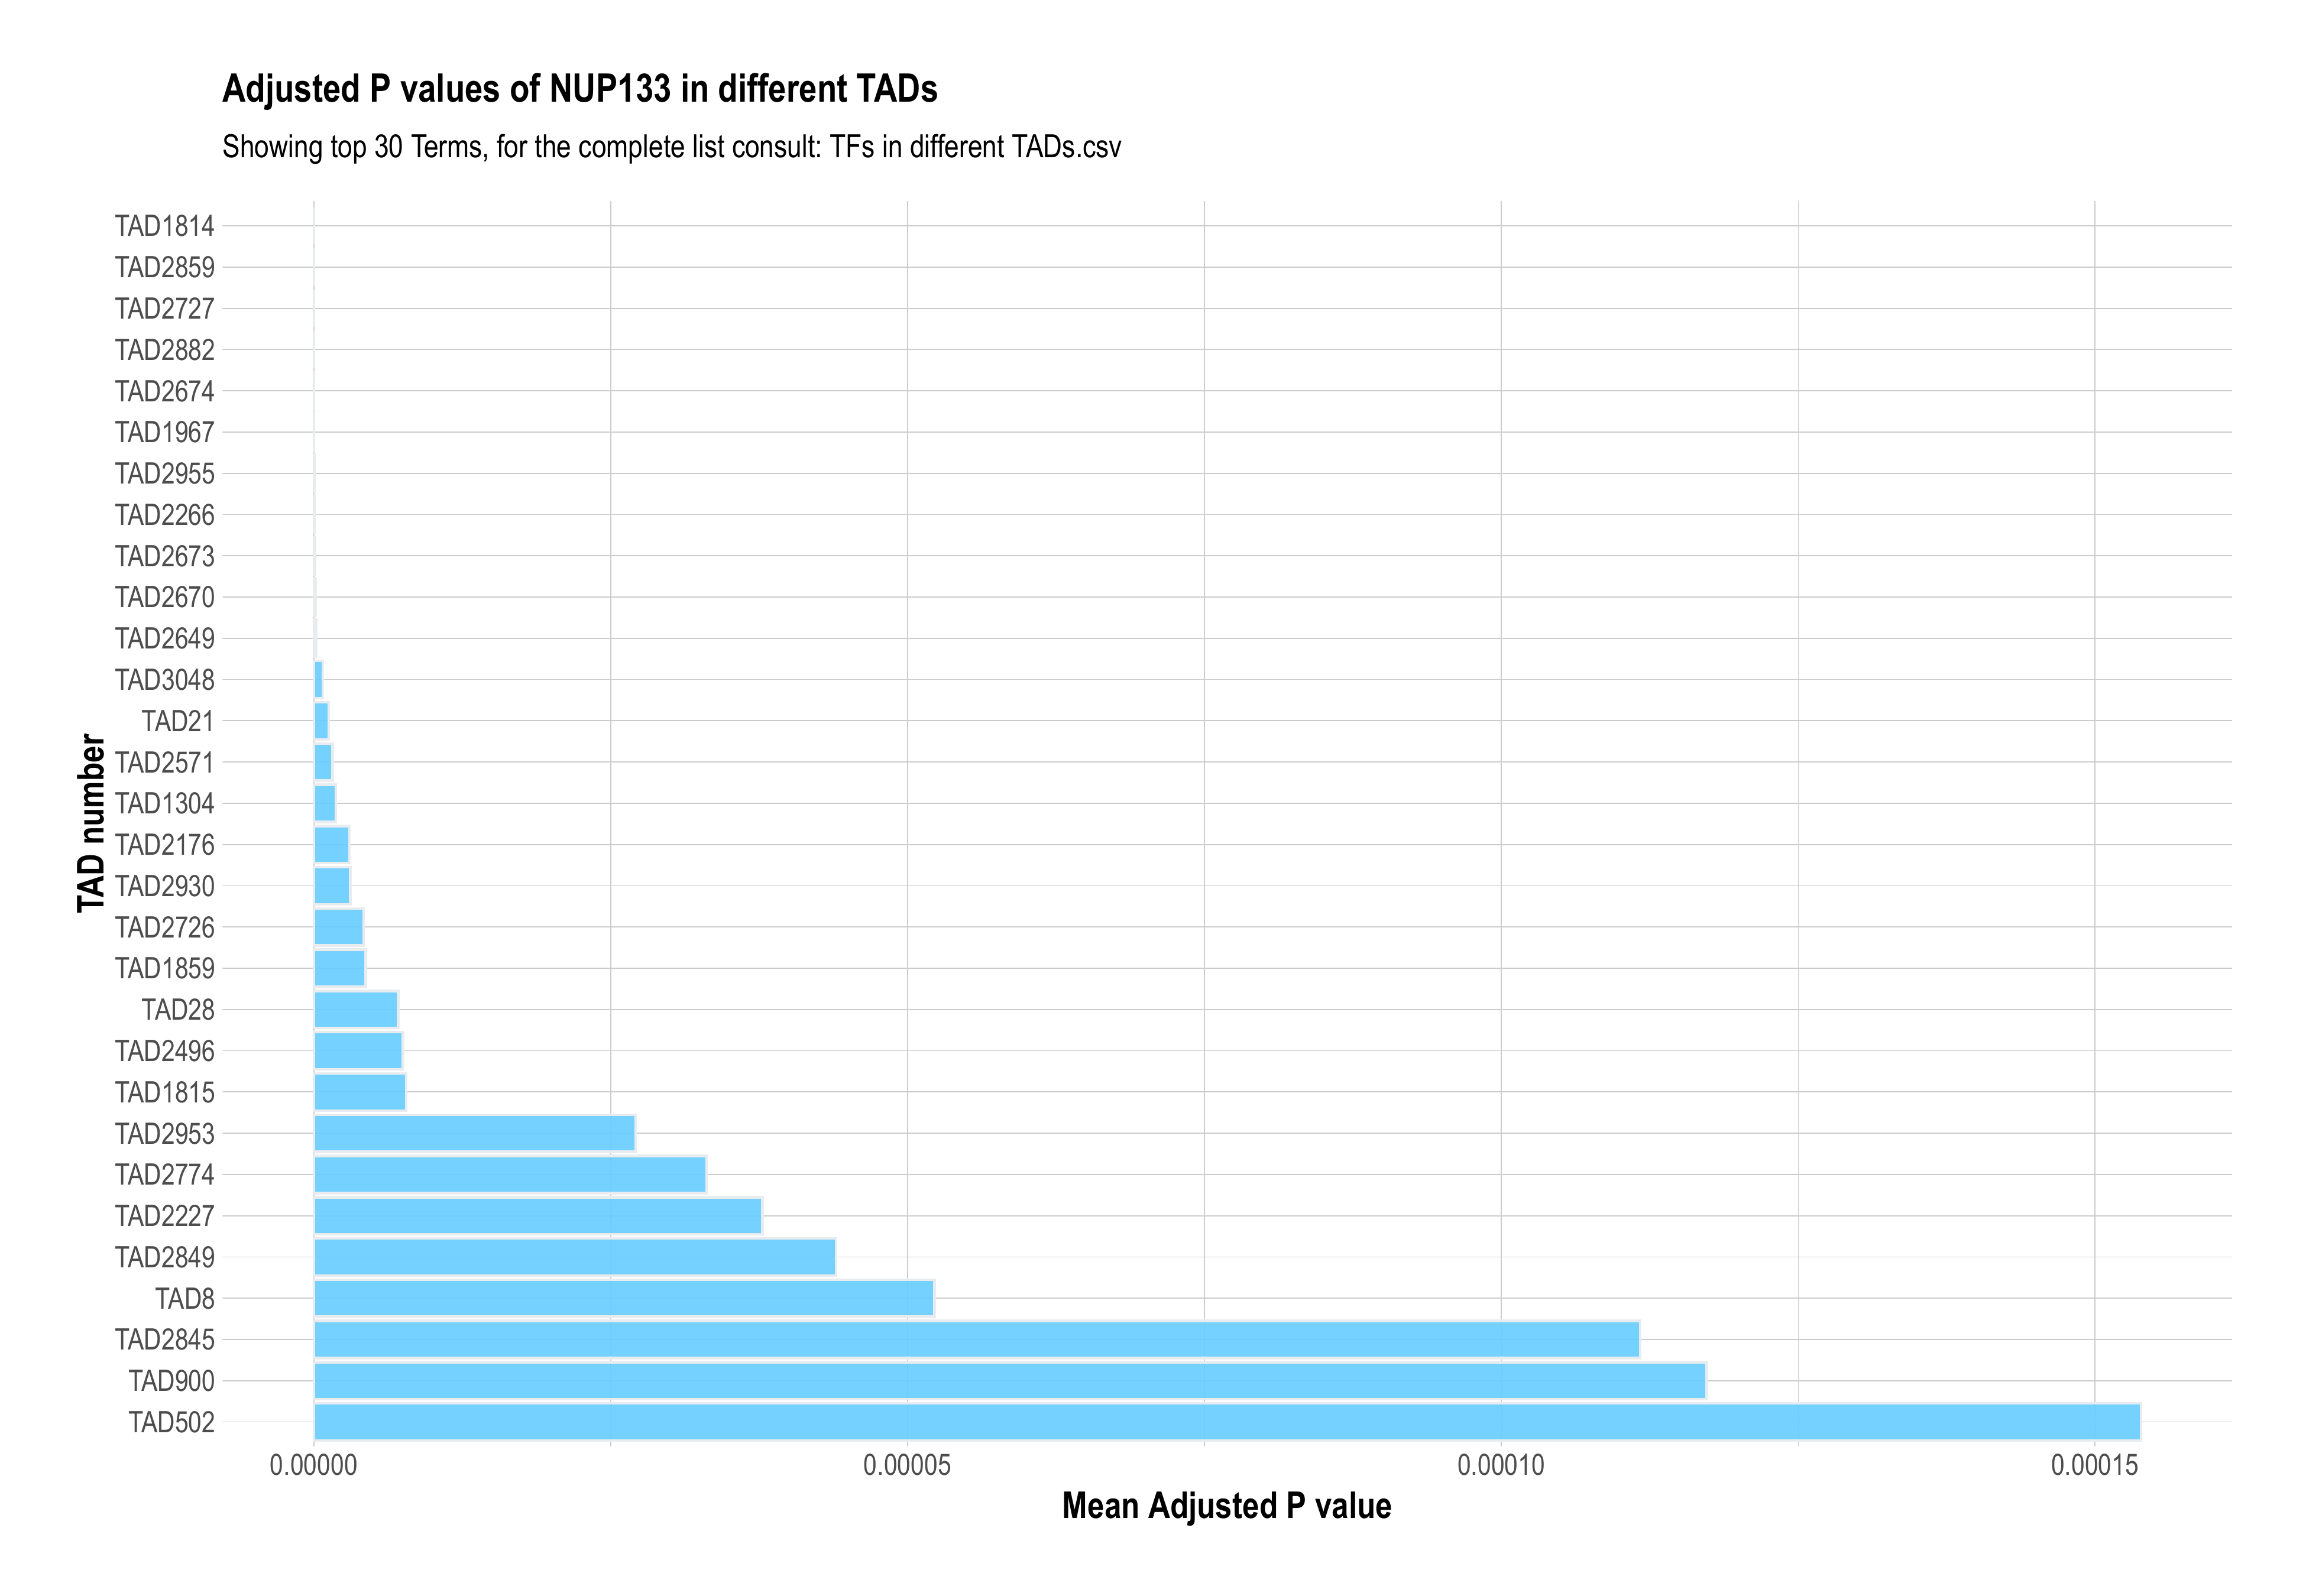 Adjusted P values of NUP133 in different TADs
Showing top 30 Terms, for the complete list consult: TFs in different TADs.csv
TAD1814
TAD2859
TAD2727
TAD2882
TAD2674
TAD1967
TAD2955
TAD2266
TAD2673
TAD2670
TAD2649
TAD3048
TAD21
TAD2571
TAD1304
TAD2176
TAD2930
TAD2726
TAD1859
TAD28
TAD2496
TAD1815
TAD2953
TAD2774
TAD2227
TAD2849
TAD8
TAD2845
TAD900
TAD502
TAD number
0.00000 0.00005 0.00010 0.00015
Mean Adjusted P value